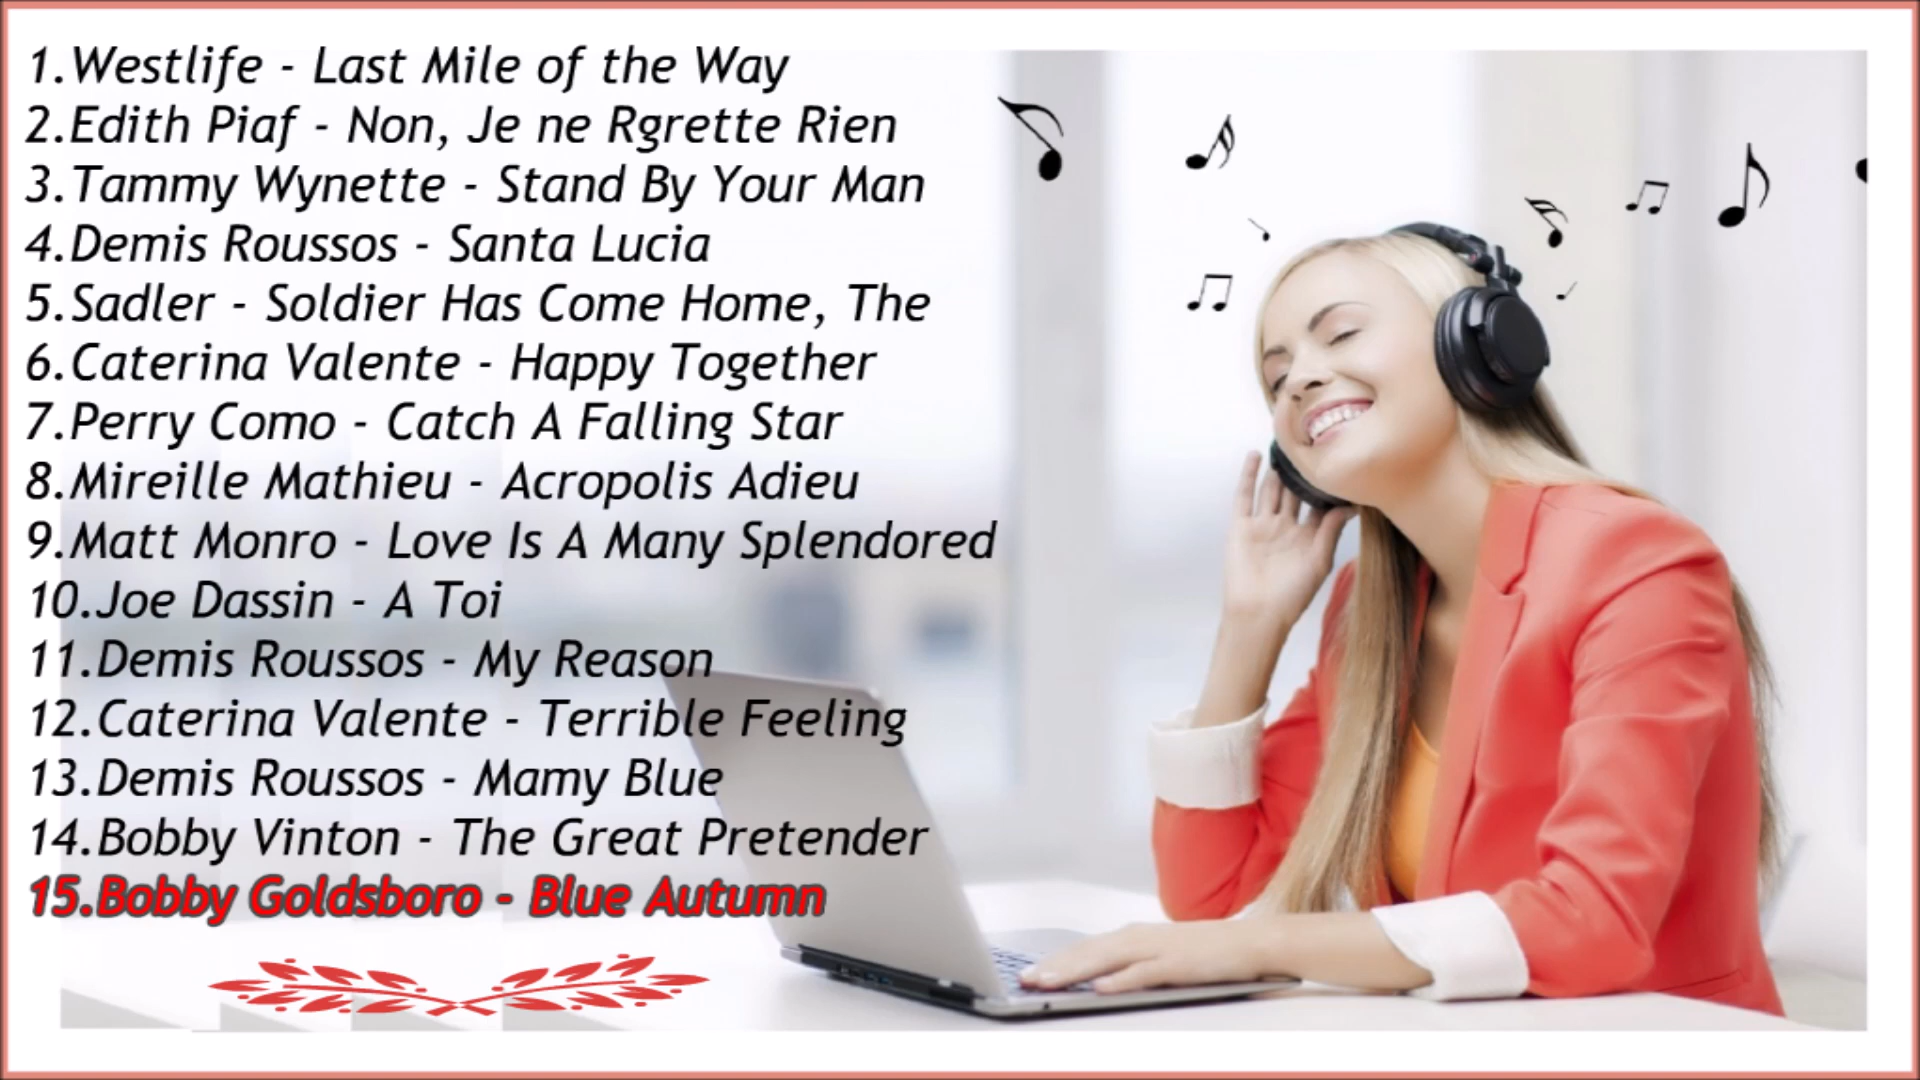 1.Westlife - Last Mile of the Way
2.Edith Piaf - Non, Je ne Rgrette Rien
3.Tammy Wynette - Stand By Your Man
4.Demis Roussos - Santa Lucia
5.Sadler - Soldier Has Come Home, The
6.Caterina Valente - Happy Together
7.Perry Como - Catch A Falling Star
8.Mireille Mathieu - Acropolis Adieu
9.Matt Monro - Love Is A Many Splendored
10.Joe Dassin - A Toi
11.Demis Roussos - My Reason
12.Caterina Valente - Terrible Feeling
13.Demis Roussos - Mamy Blue
14.Bobby Vinton - The Great Pretender
15.Bobby Goldsboro - Blue Autumn